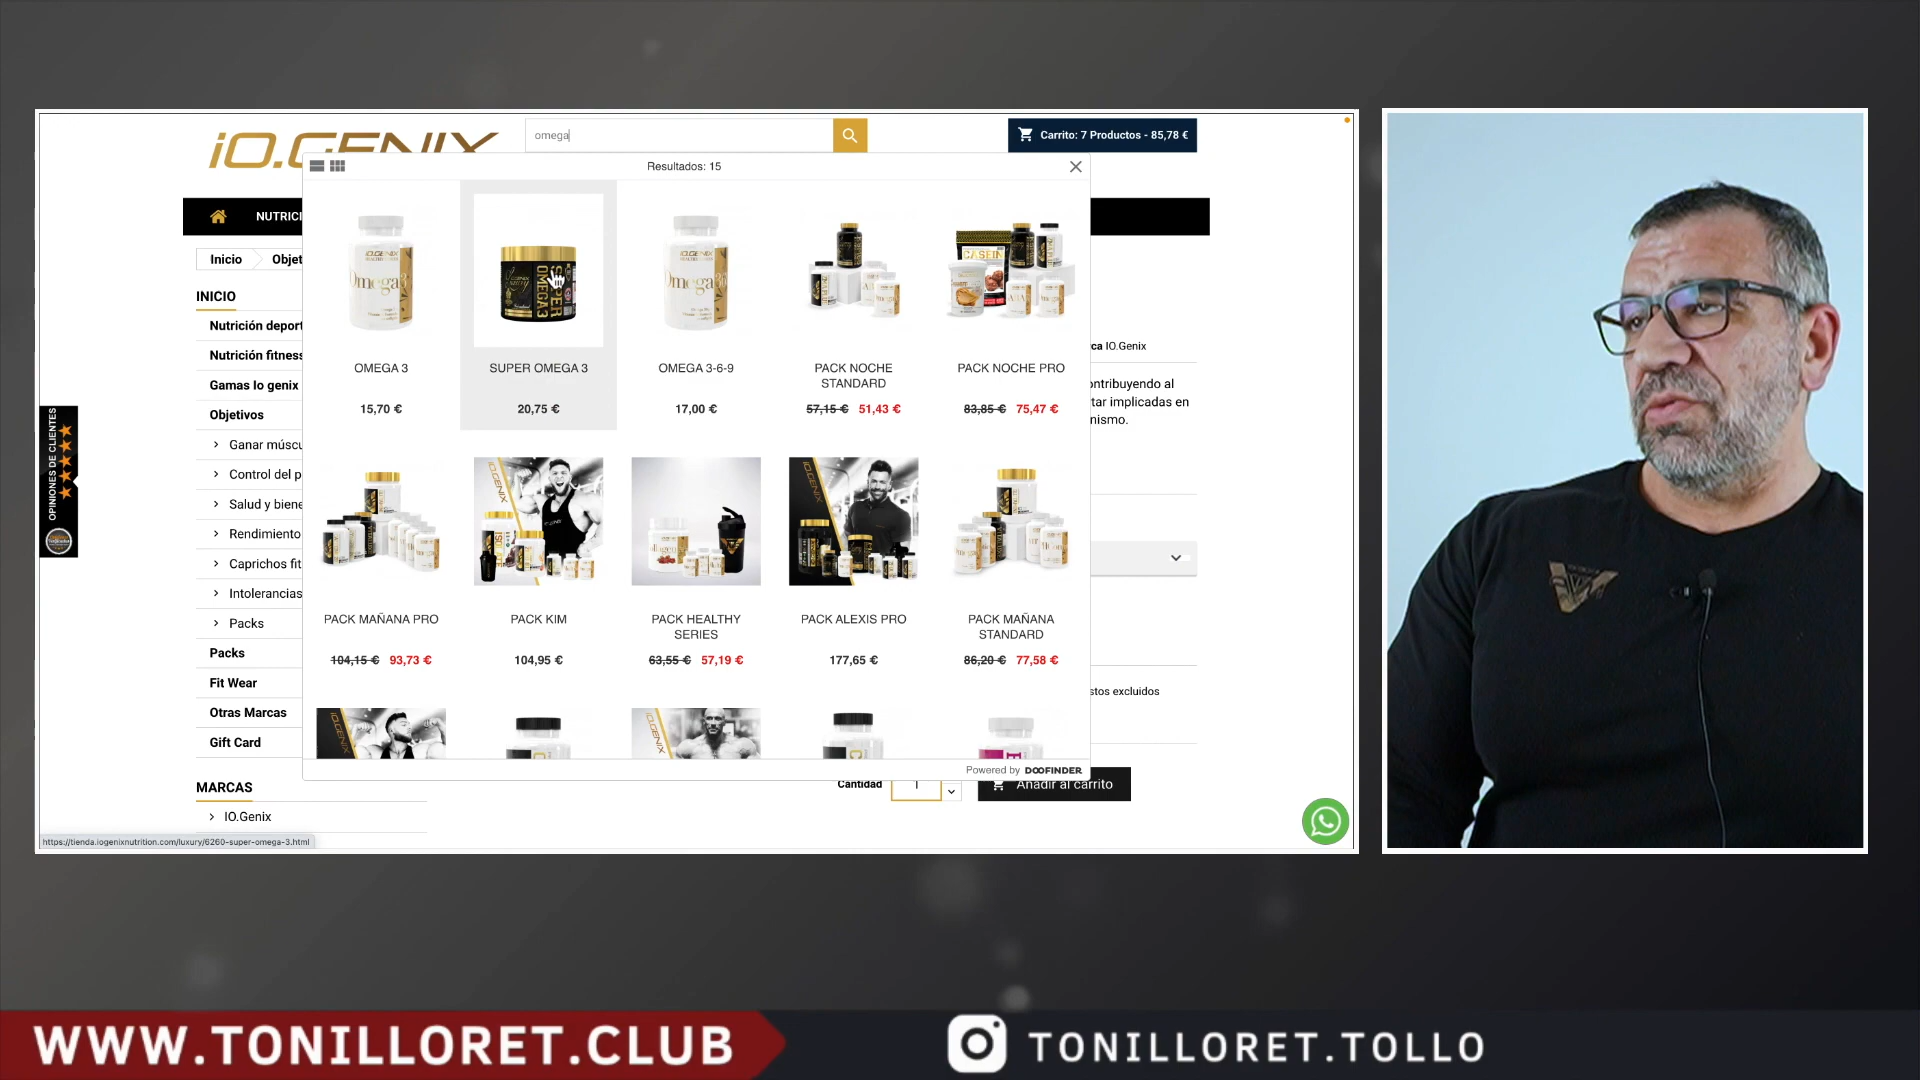 iO.GENIX
omega
Carrito: 7 Productos - 85,78 €
Resultados: 15
NUTRICI
Inicio
Objet
INICIO
Nutrición deport
Nutrición fitness
Gamas Io genix
Objetivos
Ganar múscu
Control del p
Salud y biene
Rendimiento
Caprichos fit
Intolerancias
Packs
Packs
Fit Wear
Otras Marcas
Gift Card
MARCAS
IO.Genix
OPINIONES DE CLIENTES
OMEGA 3
15,70 €
SUPER OMEGA 3
20,75 €
OMEGA 3-6-9
17,00 €
PACK NOCHE
STANDARD
57,15 € 51,43 €
PACK NOCHE PRO
83,85 € 75,47 €
PACK MAÑANA PRO
104,15 € 93,73 €
PACK KIM
104,95 €
PACK HEALTHY
SERIES
63,55 € 57,19 €
PACK ALEXIS PRO
177,65 €
PACK MAÑANA
STANDARD
86,20 € 77,58 €
Powered by DOOFINDER
rca IO.Genix
ontribuyendo al
tar implicadas en
nismo.
stos excluidos
Cantidad
1
Añadir al carrito
https://tienda.iogenixnutrition.com/luxury/6260-super-omega-3.html
WWW.TONILLORET.CLUB
TONILLORET.TOLLO